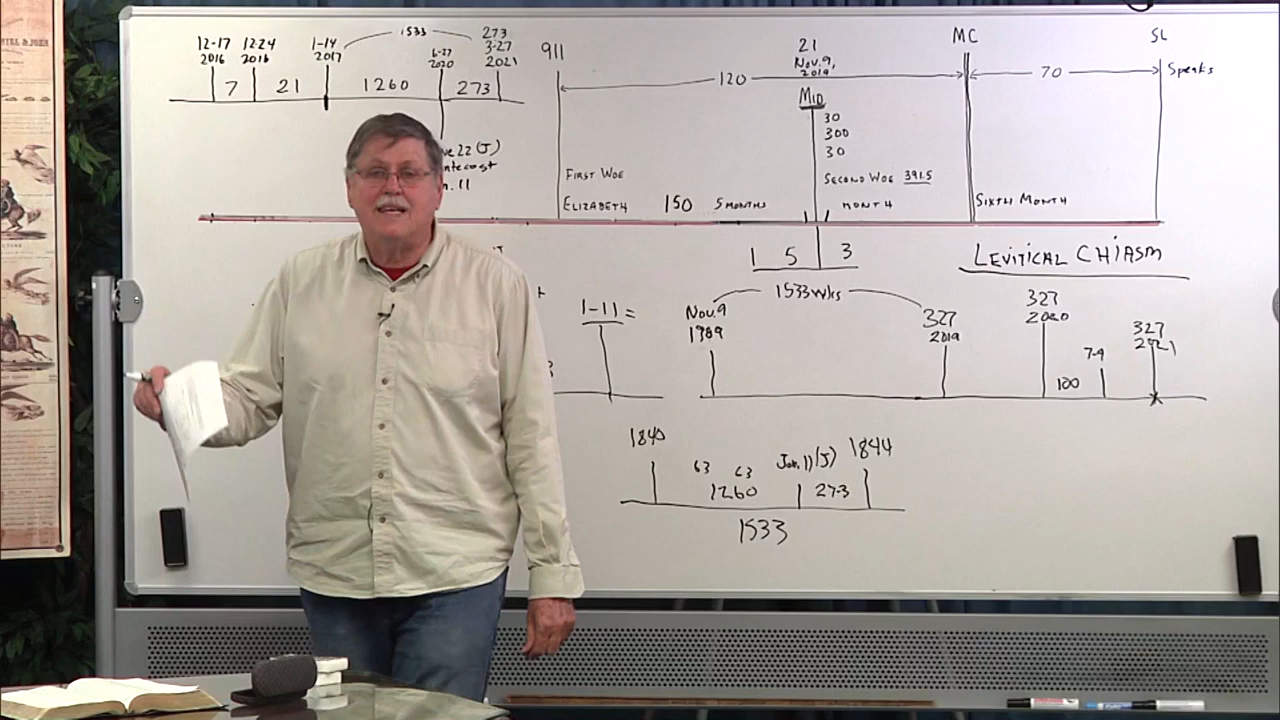 12-17 12-24 1-14 1533 273
2016 2016 2017 6-27 3-27
2020 2021
7 21 1260 273
22 (J)
11
911
120
21
Nov. 9,
2019
MID
30
300
30
MC
70
SL
Speaks
FIRST WOE
ELIZABETH 150 5 MONTHS
SECOND WOE 391.5
MONTH
SIXTH MONTH
1 5 3
LEVITICAL CHIASM
1-11 =
3
1533 wks
Nov. 9
1989
327
2019
327
2020
7-9
100
327
2021
1840
63 63 Jan. 11 (J) 1844
1260 273
1533